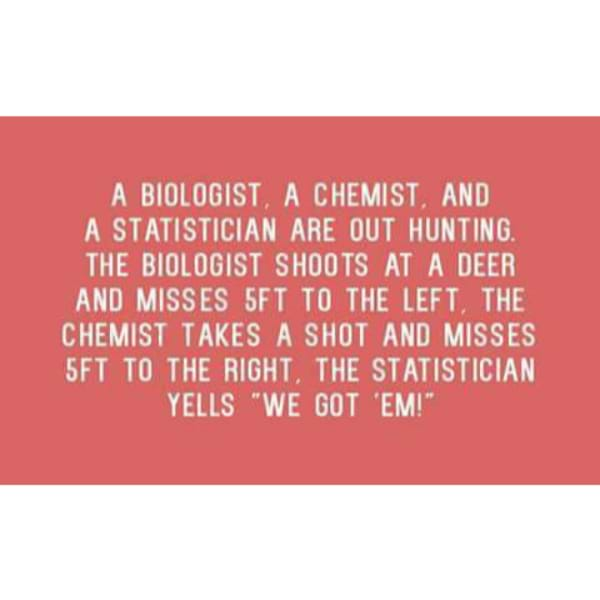 A BIOLOGIST, A CHEMIST, AND
A STATISTICIAN ARE OUT HUNTING.
THE BIOLOGIST SHOOTS AT A DEER
AND MISSES 5FT TO THE LEFT, THE
CHEMIST TAKES A SHOT AND MISSES
5FT TO THE RIGHT, THE STATISTICIAN
YELLS "WE GOT 'EM!"